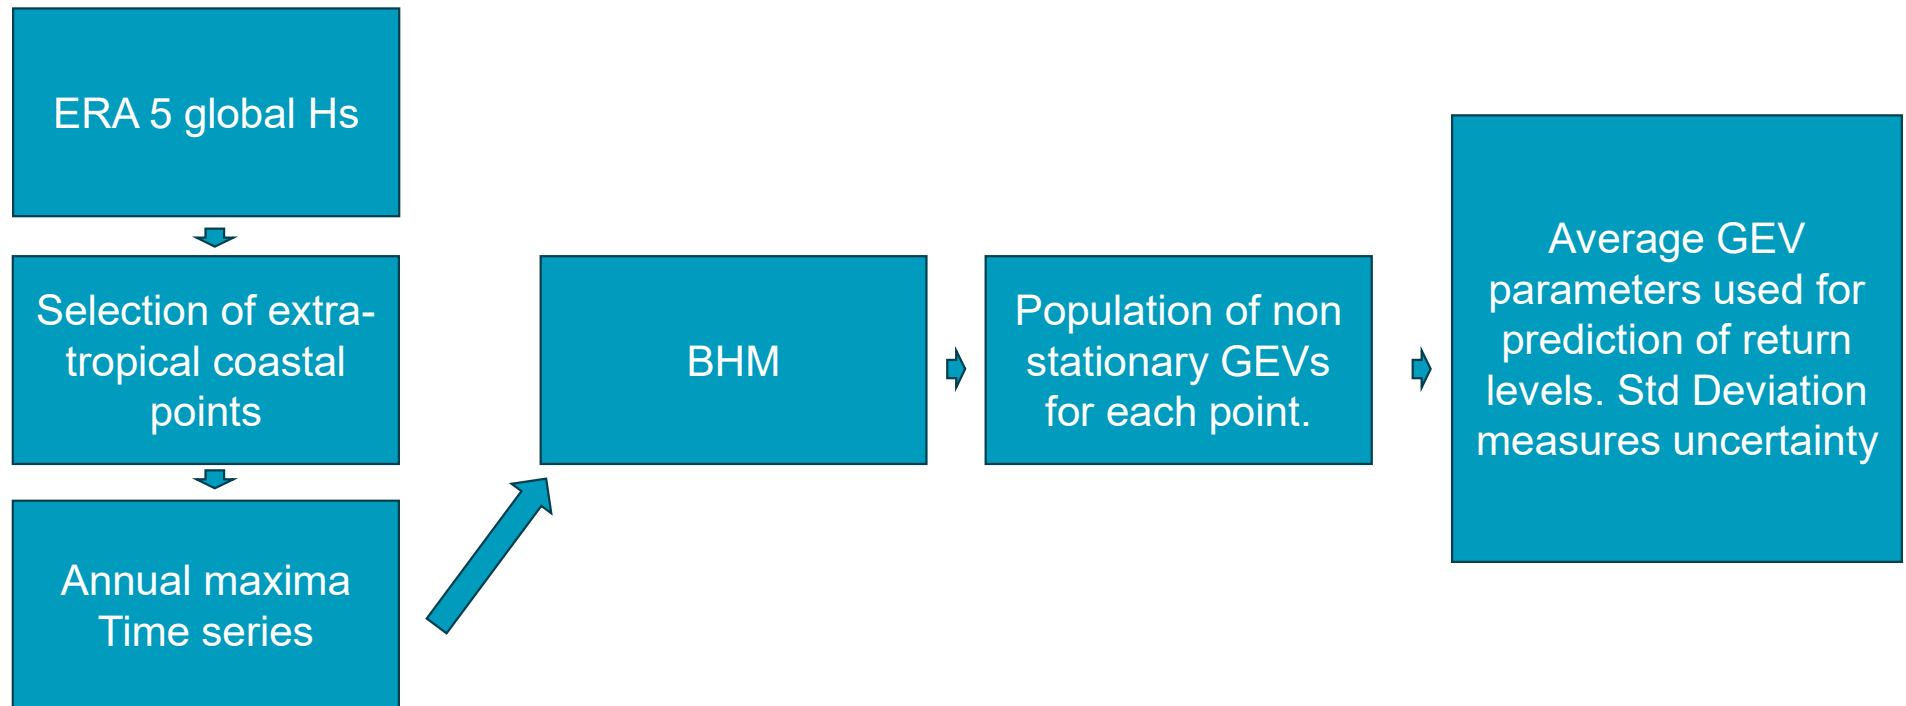 ERA 5 global Hs
Selection of extra-
tropical coastal
points
Annual maxima
Time series
BHM
Population of non
stationary GEVs
for each point.
Average GEV
parameters used for
prediction of return
levels. Std Deviation
measures uncertainty